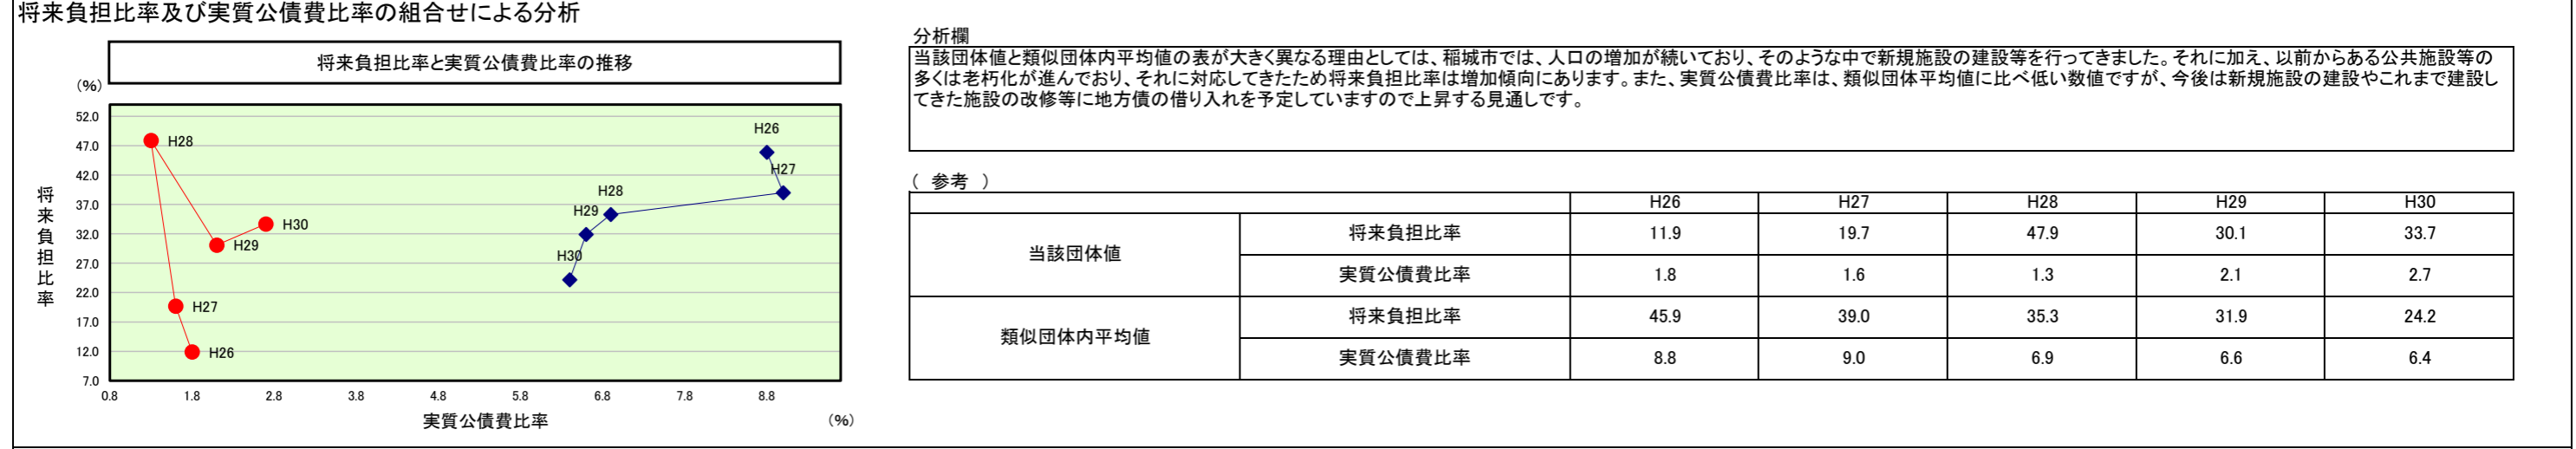 将来負担比率及び実質公債費比率の組合せによる分析
将来負担比率と実質公債費比率の推移
(%)
52.0
47.0
42.0
37.0
32.0
27.0
22.0
17.0
12.0
7.0
将来負担比率
H28
H29
H30
H27
H26
H26
H27
H28
H29
H30
0.8 1.8 2.8 3.8 4.8 5.8 6.8 7.8 8.8
実質公債費比率
(%)
分析欄
当該団体値と類似団体内平均値の表が大きく異なる理由としては、稲城市では、人口の増加が続いており、そのような中で新規施設の建設等を行ってきました。それに加え、以前からある公共施設等の
多くは老朽化が進んでおり、それに対応してきたため将来負担比率は増加傾向にあります。また、実質公債費比率は、類似団体平均値に比べ低い数値ですが、今後は新規施設の建設やこれまで建設し
てきた施設の改修等に地方債の借り入れを予定していますので上昇する見通しです。
( 参考 )
H26 H27 H28 H29 H30
当該団体値
将来負担比率 11.9 19.7 47.9 30.1 33.7
実質公債費比率 1.8 1.6 1.3 2.1 2.7
類似団体内平均値
将来負担比率 45.9 39.0 35.3 31.9 24.2
実質公債費比率 8.8 9.0 6.9 6.6 6.4